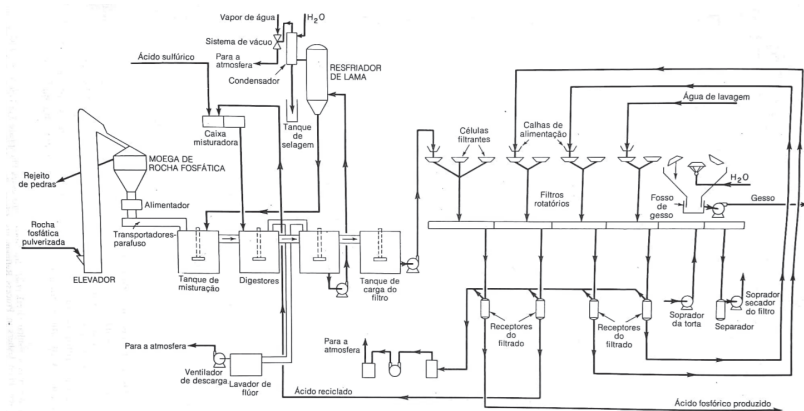 Vapor de água
H₂O
Sistema de vácuo
Para a
atmosfera
Condensador
RESFRIADOR
DE LAMA
Ácido sulfúrico
Caixa
misturadora
Tanque
de
selagem
MOEGA DE
ROCHA FOSFÁTICA
Rejeito
de pedras
Alimentador
Rocha
fosfática
pulverizada
Transportadores-
parafuso
ELEVADOR
Tanque de
misturação
Digestores
Tanque de
carga do
filtro
Células
filtrantes
Calhas de
alimentação
Água de lavagem
H₂O
Filtros
rotatórios
Fosso
de
gesso
Gesso
Para a atmosfera
Ventilador
de descarga
Lavador de
flúor
Para a
atmosfera
Receptores
do filtrado
Receptores
do filtrado
Soprador
da torta
Separador
Soprador
secador
do filtro
Ácido reciclado
Ácido fosfórico produzido